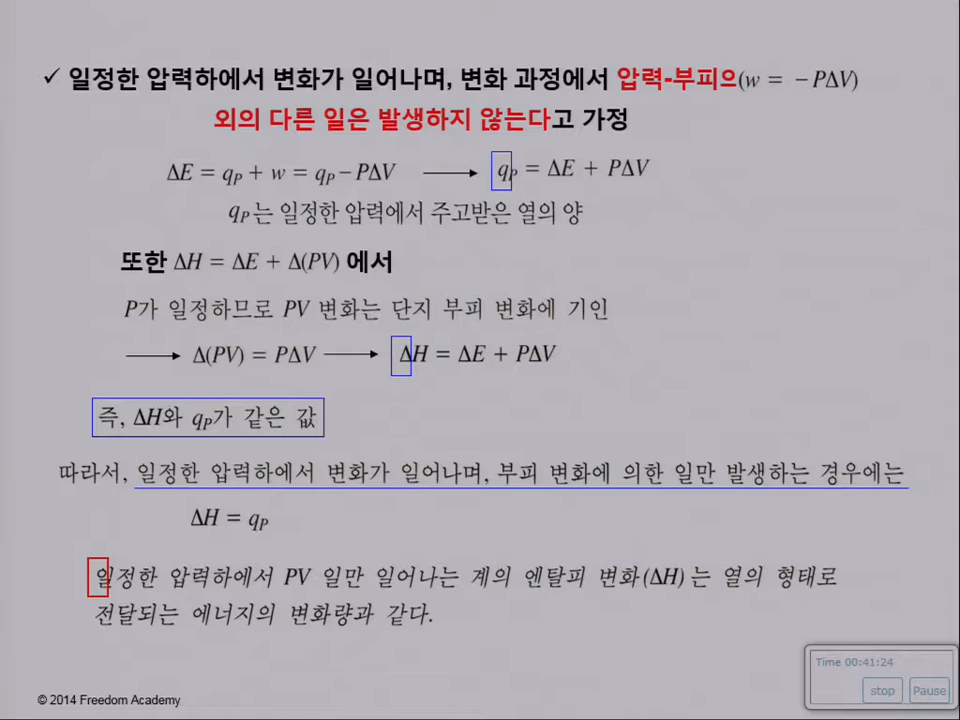 ✓ 일정한 압력하에서 변화가 일어나며, 변화 과정에서 압력-부피으(w = −PΔV)
외의 다른 일은 발생하지 않는다고 가정
ΔE = qP + w = qP − PΔV ⟶ qP = ΔE + PΔV
qP는 일정한 압력에서 주고받은 열의 양
또한 ΔH = ΔE + Δ(PV) 에서
P가 일정하므로 PV 변화는 단지 부피 변화에 기인
⟶ Δ(PV) = PΔV ⟶ ΔH = ΔE + PΔV
즉, ΔH와 qP가 같은 값
따라서, 일정한 압력하에서 변화가 일어나며, 부피 변화에 의한 일만 발생하는 경우에는
ΔH = qP
일정한 압력하에서 PV 일만 일어나는 계의 엔탈피 변화(ΔH)는 열의 형태로
전달되는 에너지의 변화량과 같다.
Time 00:41:24
stop Pause
© 2014 Freedom Academy